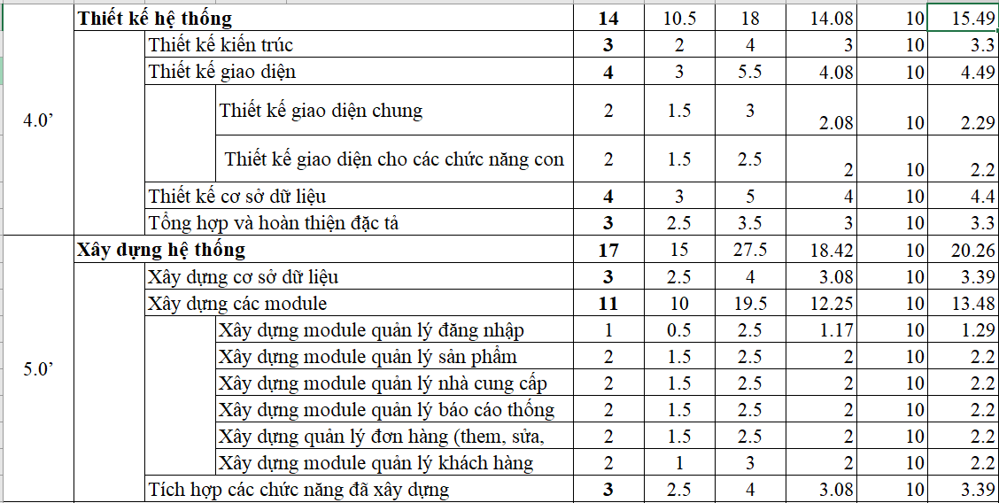 Thiết kế hệ thống 14 10.5 18 14.08 10 15.49
Thiết kế kiến trúc 3 2 4 3 10 3.3
Thiết kế giao diện 4 3 5.5 4.08 10 4.49
4.0’ Thiết kế giao diện chung 2 1.5 3 2.08 10 2.29
Thiết kế giao diện cho các chức năng con 2 1.5 2.5 2 10 2.2
Thiết kế cơ sở dữ liệu 4 3 5 4 10 4.4
Tổng hợp và hoàn thiện đặc tả 3 2.5 3.5 3 10 3.3
Xây dựng hệ thống 17 15 27.5 18.42 10 20.26
Xây dựng cơ sở dữ liệu 3 2.5 4 3.08 10 3.39
Xây dựng các module 11 10 19.5 12.25 10 13.48
Xây dựng module quản lý đăng nhập 1 0.5 2.5 1.17 10 1.29
Xây dựng module quản lý sản phẩm 2 1.5 2.5 2 10 2.2
5.0’ Xây dựng module quản lý nhà cung cấp 2 1.5 2.5 2 10 2.2
Xây dựng module quản lý báo cáo thống 2 1.5 2.5 2 10 2.2
Xây dựng quản lý đơn hàng (them, sửa, 2 1.5 2.5 2 10 2.2
Xây dựng module quản lý khách hàng 2 1 3 2 10 2.2
Tích hợp các chức năng đã xây dựng 3 2.5 4 3.08 10 3.39